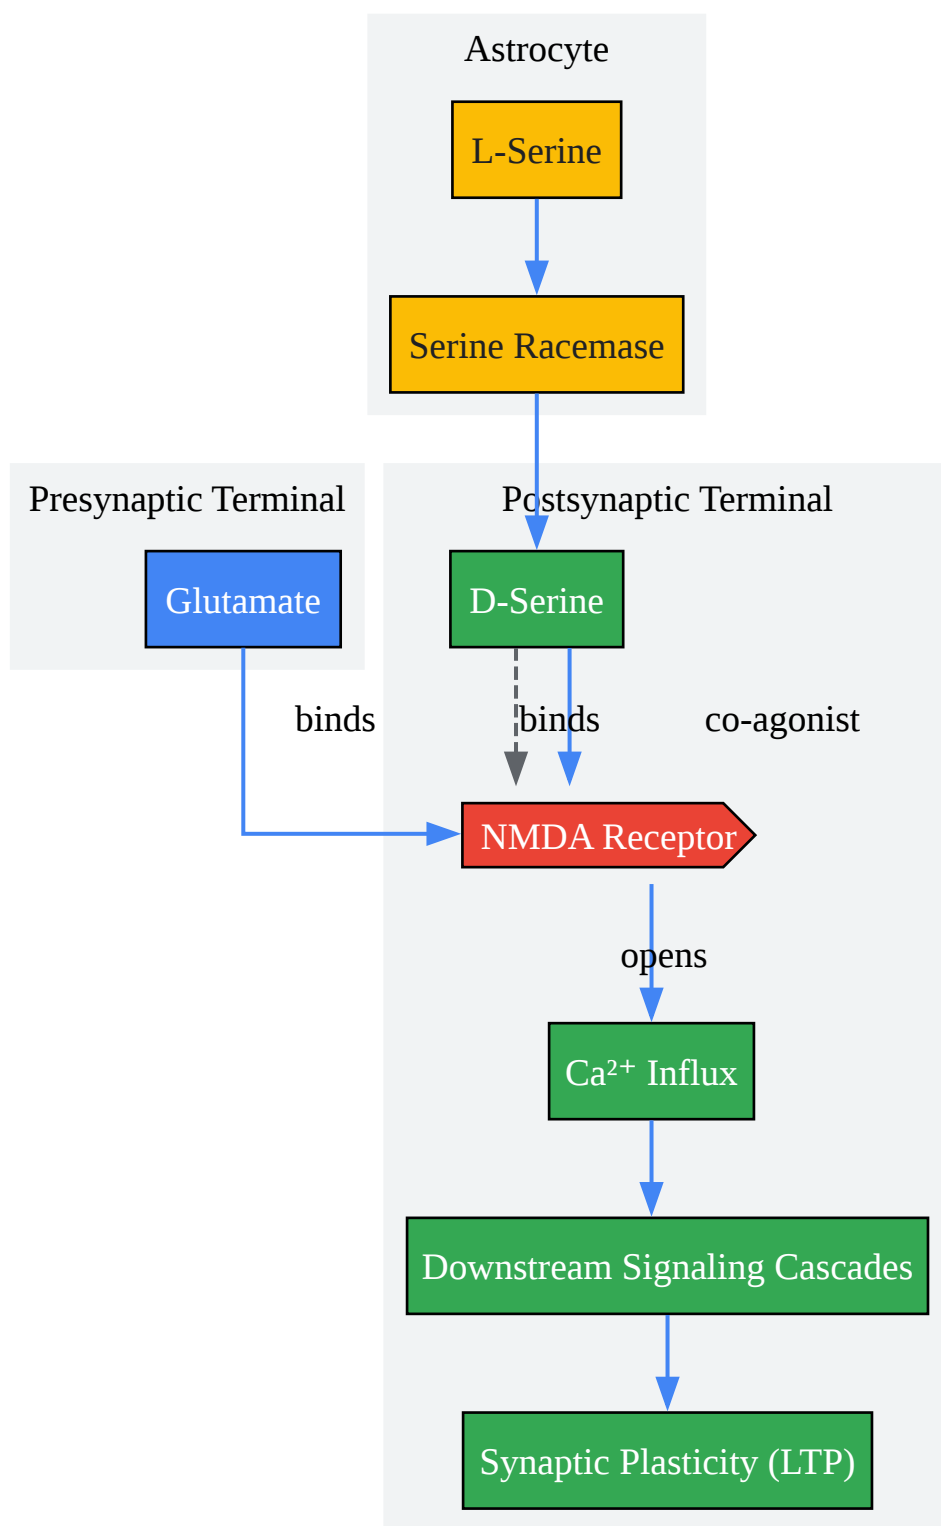 Astrocyte
L-Serine
Serine Racemase
Presynaptic Terminal
Postsynaptic Terminal
Glutamate
D-Serine
binds
binds
co-agonist
NMDA Receptor
opens
Ca²⁺ Influx
Downstream Signaling Cascades
Synaptic Plasticity (LTP)